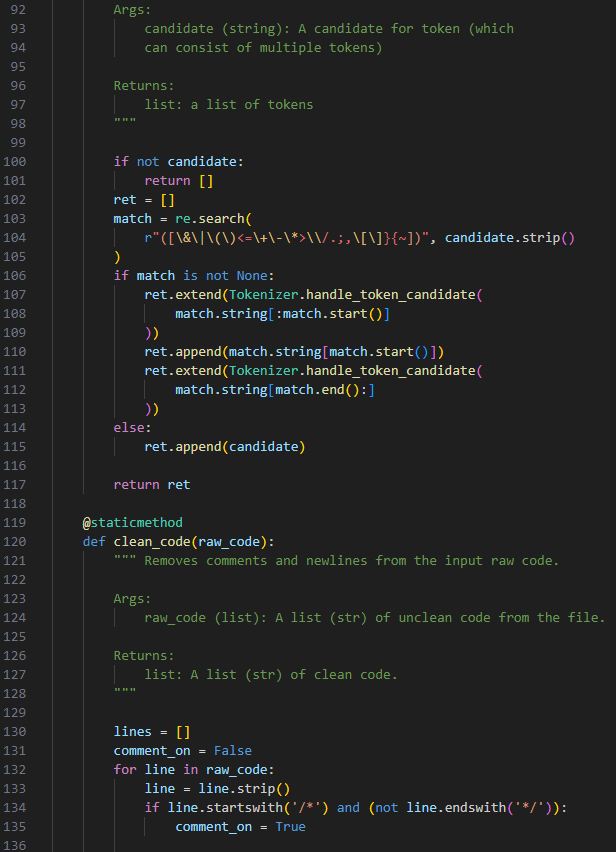 92 Args:
93 candidate (string): A candidate for token (which
94 can consist of multiple tokens)
95
96 Returns:
97 list: a list of tokens
98 """
99
100 if not candidate:
101 return []
102 ret = []
103 match = re.search(
104 r"([\&\|\(\)<=\+\-\*>\\/.;,\[\]}{~])", candidate.strip()
105 )
106 if match is not None:
107 ret.extend(Tokenizer.handle_token_candidate(
108 match.string[:match.start()]
109 ))
110 ret.append(match.string[match.start()])
111 ret.extend(Tokenizer.handle_token_candidate(
112 match.string[match.end():]
113 ))
114 else:
115 ret.append(candidate)
116
117 return ret
118
119 @staticmethod
120 def clean_code(raw_code):
121 """ Removes comments and newlines from the input raw code.
122
123 Args:
124 raw_code (list): A list (str) of unclean code from the file.
125
126 Returns:
127 list: A list (str) of clean code.
128 """
129
130 lines = []
131 comment_on = False
132 for line in raw_code:
133 line = line.strip()
134 if line.startswith('/*') and (not line.endswith('*/')):
135 comment_on = True
136